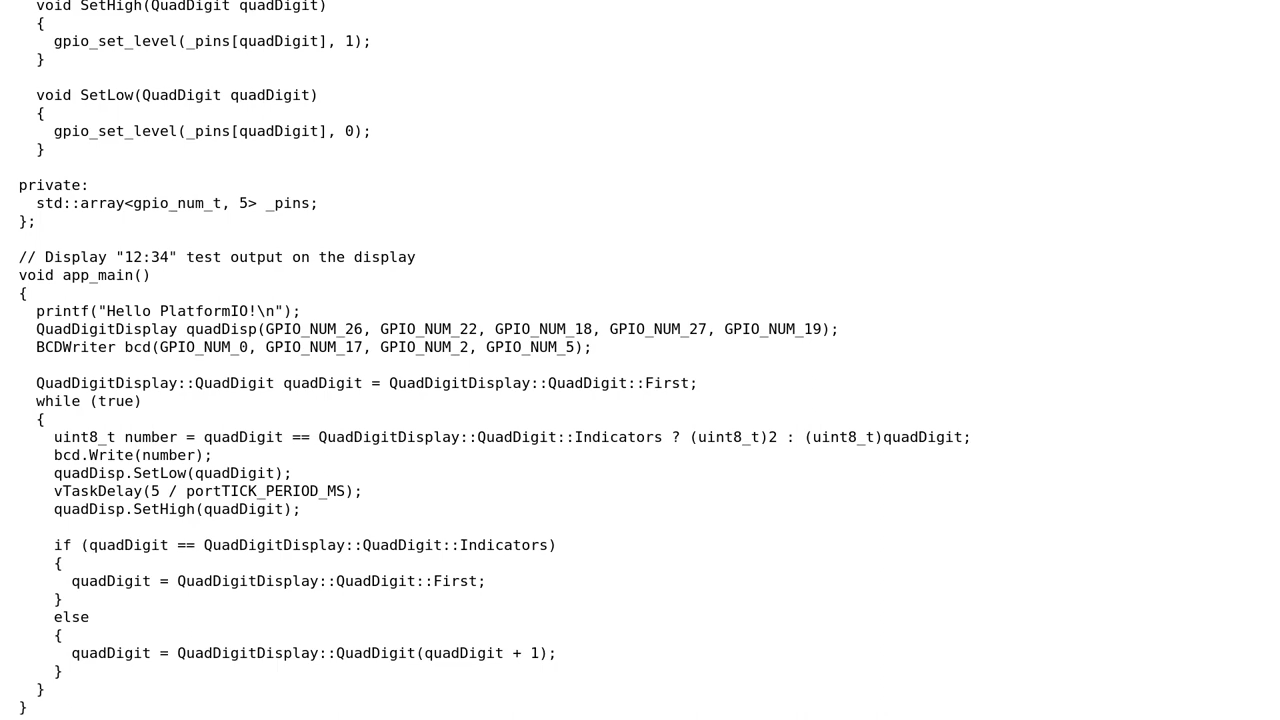 void SetHigh(QuadDigit quadDigit)
{
gpio_set_level(_pins[quadDigit], 1);
}
void SetLow(QuadDigit quadDigit)
{
gpio_set_level(_pins[quadDigit], 0);
}
private:
std::array<gpio_num_t, 5> _pins;
};
// Display "12:34" test output on the display
void app_main()
{
printf("Hello PlatformIO!\n");
QuadDigitDisplay quadDisp(GPIO_NUM_26, GPIO_NUM_22, GPIO_NUM_18, GPIO_NUM_27, GPIO_NUM_19);
BCDWriter bcd(GPIO_NUM_0, GPIO_NUM_17, GPIO_NUM_2, GPIO_NUM_5);
QuadDigitDisplay::QuadDigit quadDigit = QuadDigitDisplay::QuadDigit::First;
while (true)
{
uint8_t number = quadDigit == QuadDigitDisplay::QuadDigit::Indicators ? (uint8_t)2 : (uint8_t)quadDigit;
bcd.Write(number);
quadDisp.SetLow(quadDigit);
vTaskDelay(5 / portTICK_PERIOD_MS);
quadDisp.SetHigh(quadDigit);
if (quadDigit == QuadDigitDisplay::QuadDigit::Indicators)
{
quadDigit = QuadDigitDisplay::QuadDigit::First;
}
else
{
quadDigit = QuadDigitDisplay::QuadDigit(quadDigit + 1);
}
}
}